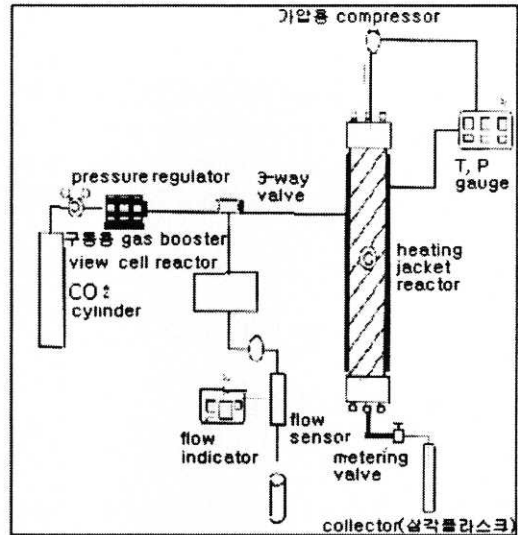 가압용 compressor
T, P
gauge
pressure regulator
3-way
valve
구동용 gas booster
view cell reactor
CO2
cylinder
heating
jacket
reactor
flow
indicator
flow
sensor
metering
valve
collector(삼각플라스크)